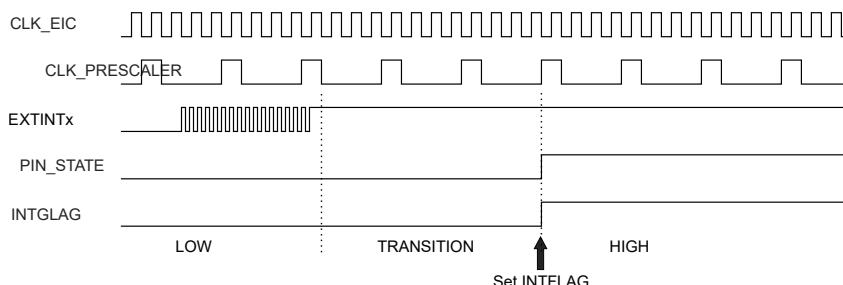 CLK_EIC
CLK_PRESCALER
EXTINTx
PIN_STATE
INTGLAG
LOW TRANSITION HIGH
Set INTFLAG